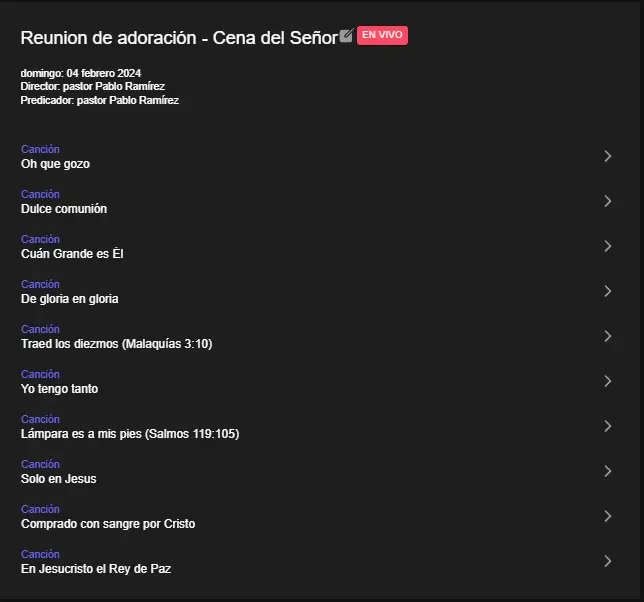 Reunion de adoración - Cena del Señor EN VIVO
domingo: 04 febrero 2024
Director: pastor Pablo Ramírez
Predicador: pastor Pablo Ramírez
Canción
Oh que gozo
Canción
Dulce comunión
Canción
Cuán Grande es Él
Canción
De gloria en gloria
Canción
Traed los diezmos (Malaquías 3:10)
Canción
Yo tengo tanto
Canción
Lámpara es a mis pies (Salmos 119:105)
Canción
Solo en Jesus
Canción
Comprado con sangre por Cristo
Canción
En Jesucristo el Rey de Paz